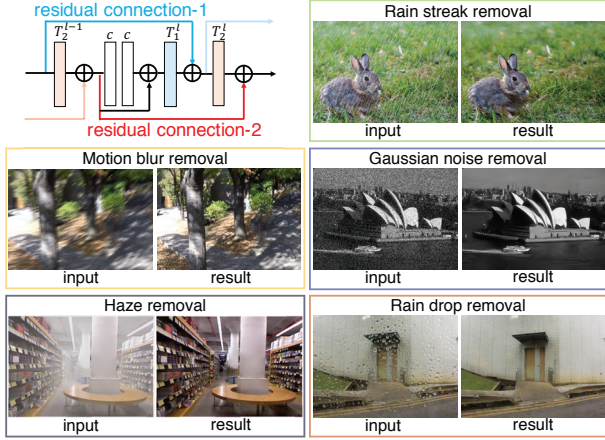 residual connection-1
T_2^{l-1} c c T_1^l T_2^l
residual connection-2
Rain streak removal
input result
Motion blur removal
input result
Gaussian noise removal
input result
Haze removal
input result
Rain drop removal
input result